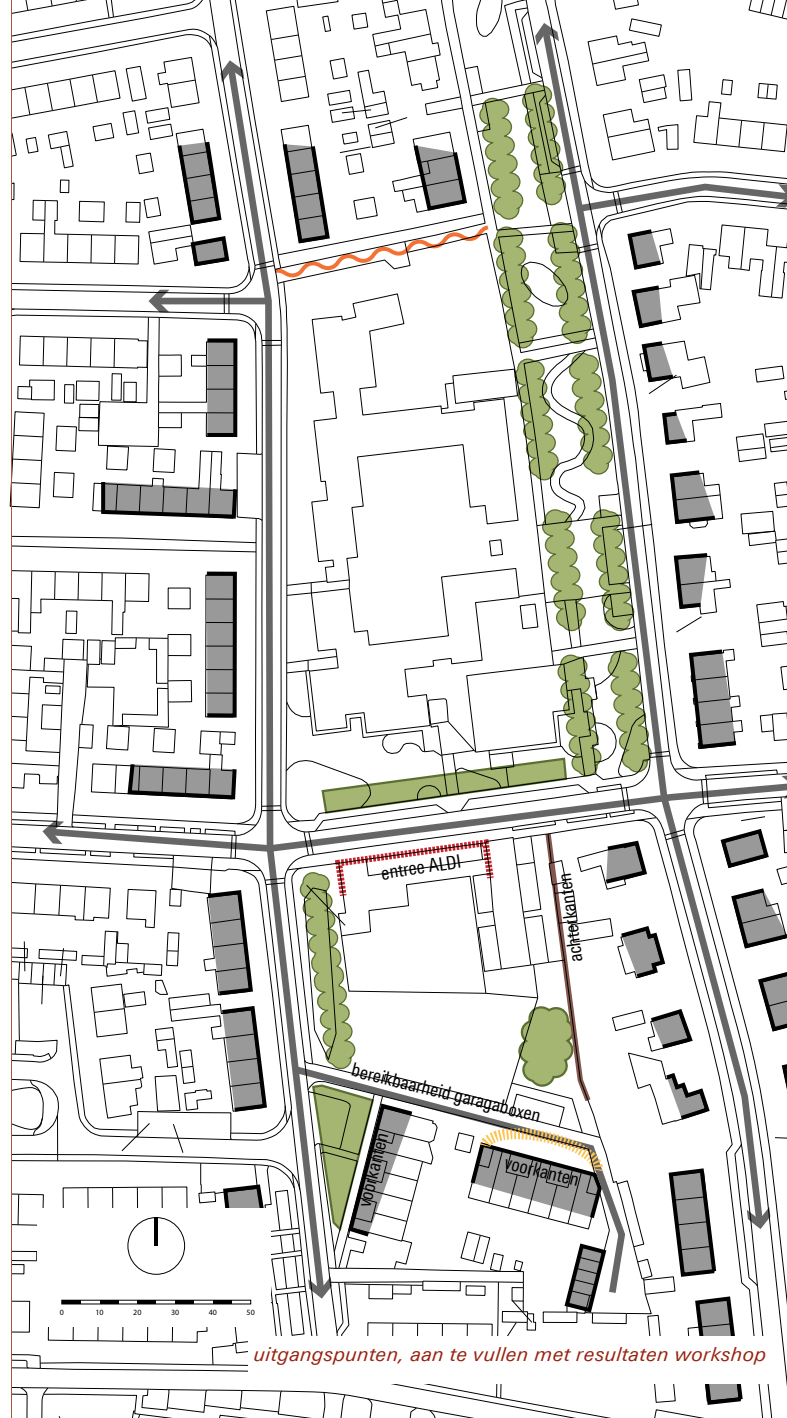 entree ALDI
achterkanten
bereikbaarheid garagaboxen
voorkanten
voorkanten
0 10 20 30 40 50
uitgangspunten, aan te vullen met resultaten workshop